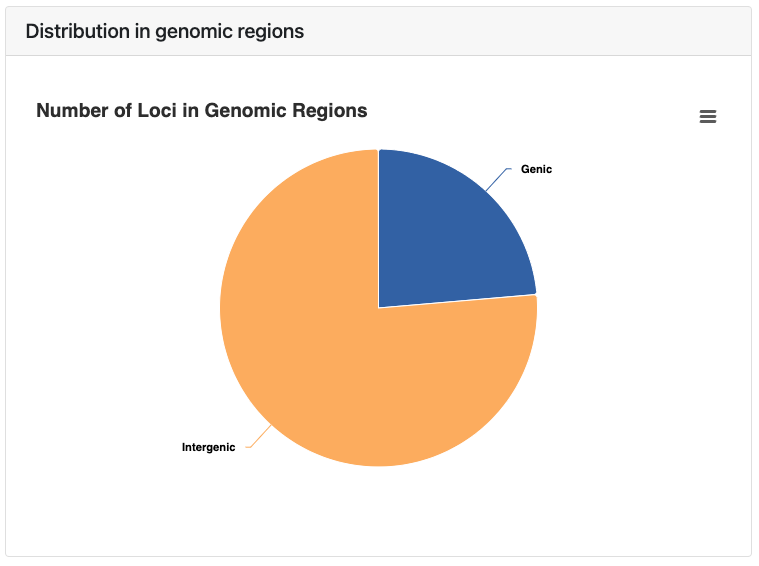 Distribution in genomic regions
Number of Loci in Genomic Regions
Genic
Intergenic